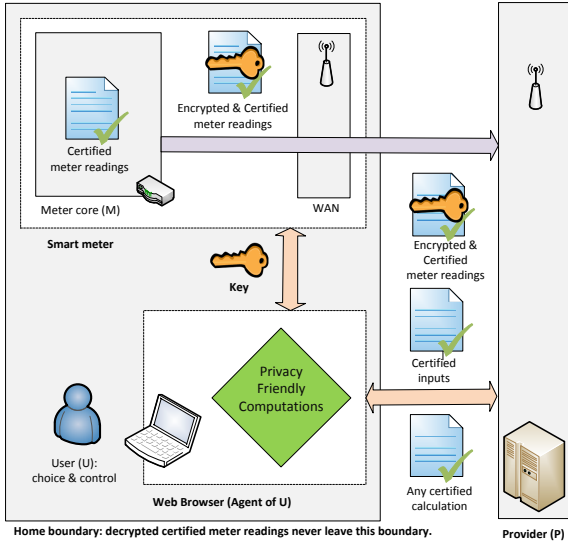 Encrypted & Certified
meter readings
Certified
meter readings
Meter core (M)
WAN
Smart meter
Key
Encrypted &
Certified
meter readings
Certified
inputs
Privacy
Friendly
Computations
User (U):
choice & control
Any certified
calculation
Web Browser (Agent of U)
Home boundary: decrypted certified meter readings never leave this boundary.
Provider (P)